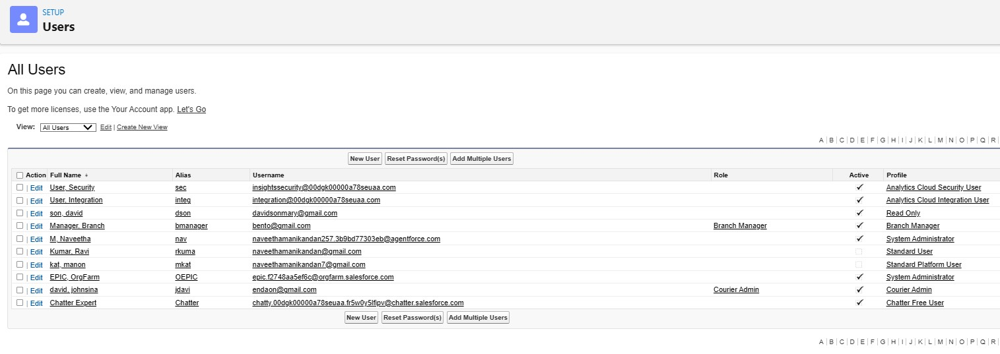 SETUP
Users
All Users
On this page you can create, view, and manage users.
To get more licenses, use the Your Account app. Let's Go
View: All Users Edit | Create New View
A | B | C | D | E | F | G | H | I | J | K | L | M | N | O | P | Q | R |
New User Reset Password(s) Add Multiple Users
Action Full Name ↑ Alias Username Role Active Profile
| Edit User, Security sec insightssecurity@00dgk00000a78seuaa.com Analytics Cloud Security User
| Edit User, Integration integ integration@00dgk00000a78seuaa.com Analytics Cloud Integration User
| Edit son, david dson davidsonmary@gmail.com Read Only
| Edit Manager, Branch bmanager bento@gmail.com Branch Manager Branch Manager
| Edit M, Naveetha nav naveethamanikandan257.3b9bd77303eb@agentforce.com System Administrator
| Edit Kumar, Ravi rkuma naveethamanikandan@gmail.com Standard User
| Edit kat, manon mkat naveethamanikandan7@gmail.com Standard Platform User
| Edit EPIC, OrgFarm OEPIC epic.f2748aa5ef6c@orgfarm.salesforce.com System Administrator
| Edit david, johnsina jdavi endaon@gmail.com Courier Admin Courier Admin
| Edit Chatter Expert Chatter chatty.00dgk00000a78seuaa.fr5w0y5lfipv@chatter.salesforce.com Chatter Free User
New User Reset Password(s) Add Multiple Users
A | B | C | D | E | F | G | H | I | J | K | L | M | N | O | P | Q | R |